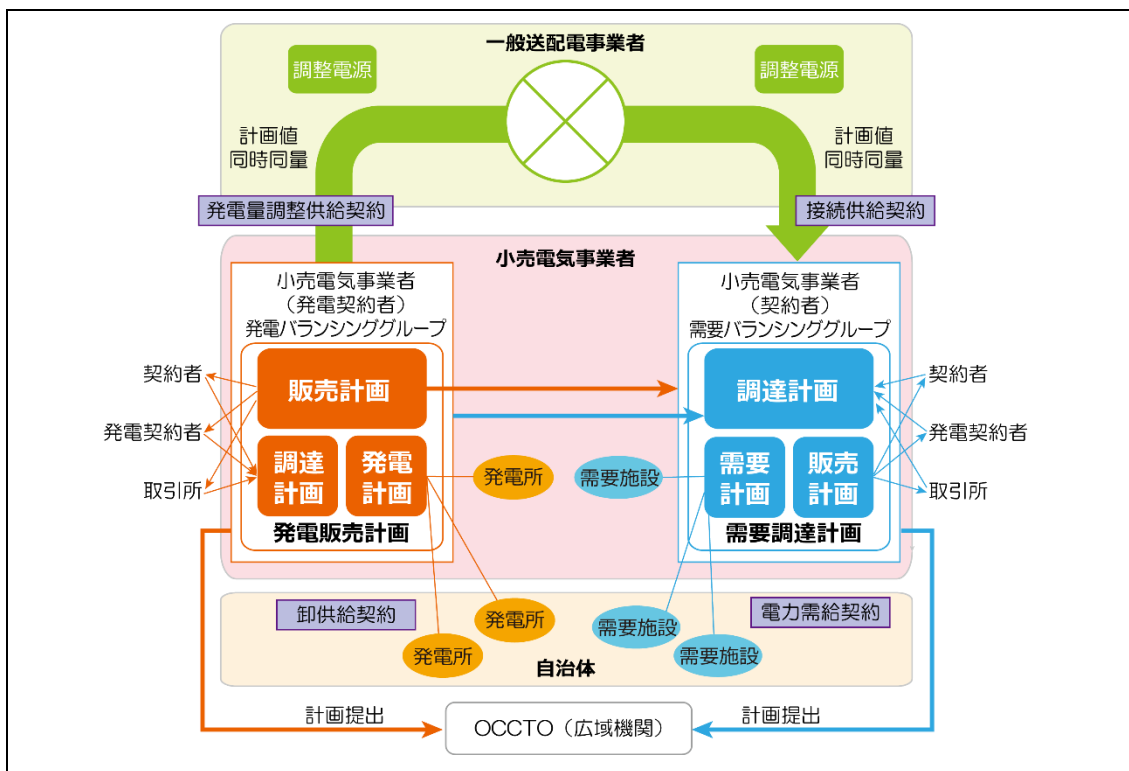 一般送配電事業者
調整電源
調整電源
計画値
同時同量
計画値
同時同量
発電量調整供給契約
接続供給契約
小売電気事業者
小売電気事業者
（発電契約者）
発電バランシンググループ
小売電気事業者
（契約者）
需要バランシンググループ
契約者
発電契約者
取引所
販売計画
調達
計画
発電
計画
発電販売計画
発電所
需要施設
調達計画
需要
計画
販売
計画
需要調達計画
契約者
発電契約者
取引所
卸供給契約
発電所
発電所
需要施設
需要施設
電力需給契約
自治体
計画提出
OCCTO（広域機関）
計画提出